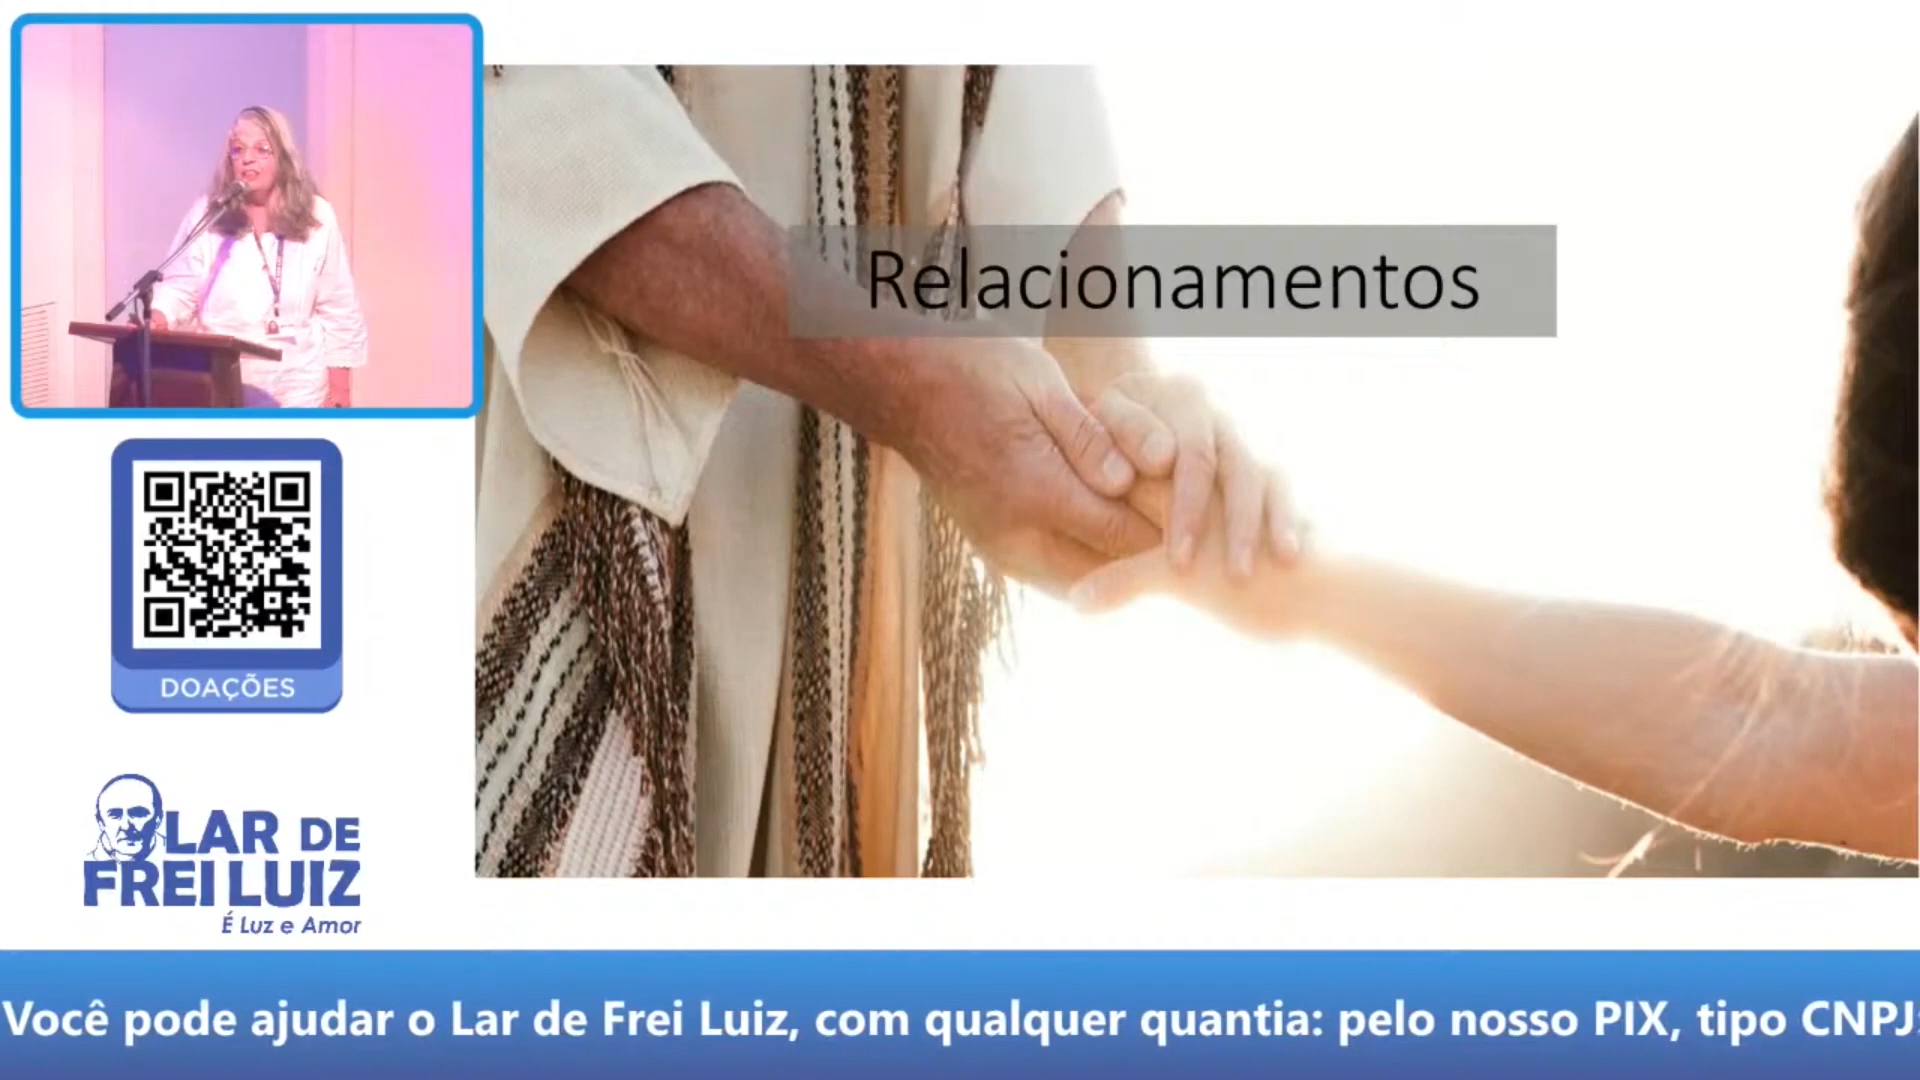 Relacionamentos
DOAÇÕES
LAR DE
FREI LUIZ
É Luz e Amor
Você pode ajudar o Lar de Frei Luiz, com qualquer quantia: pelo nosso PIX, tipo CNPJ: